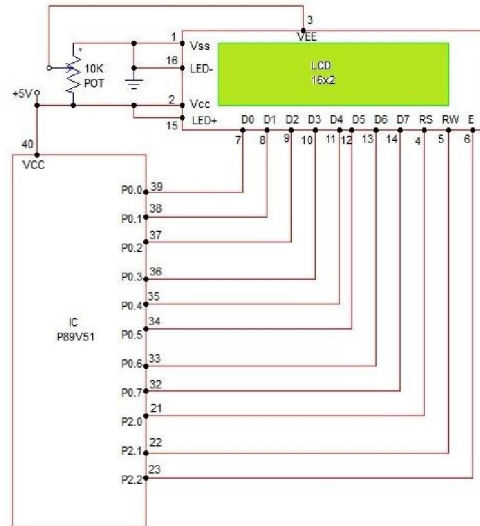 3
VEE
1
Vss
16
LED-
10K
POT
LCD
16x2
+5V
2
Vcc
15
LED+
D0 D1 D2 D3 D4 D5 D6 D7 RS RW E
7 8 9 10 11 12 13 14 4 5 6
40
VCC
P0.0 39
P0.1 38
P0.2 37
P0.3 36
P0.4 35
IC
P89V51
P0.5 34
P0.6 33
P0.7 32
P2.0 21
P2.1 22
P2.2 23